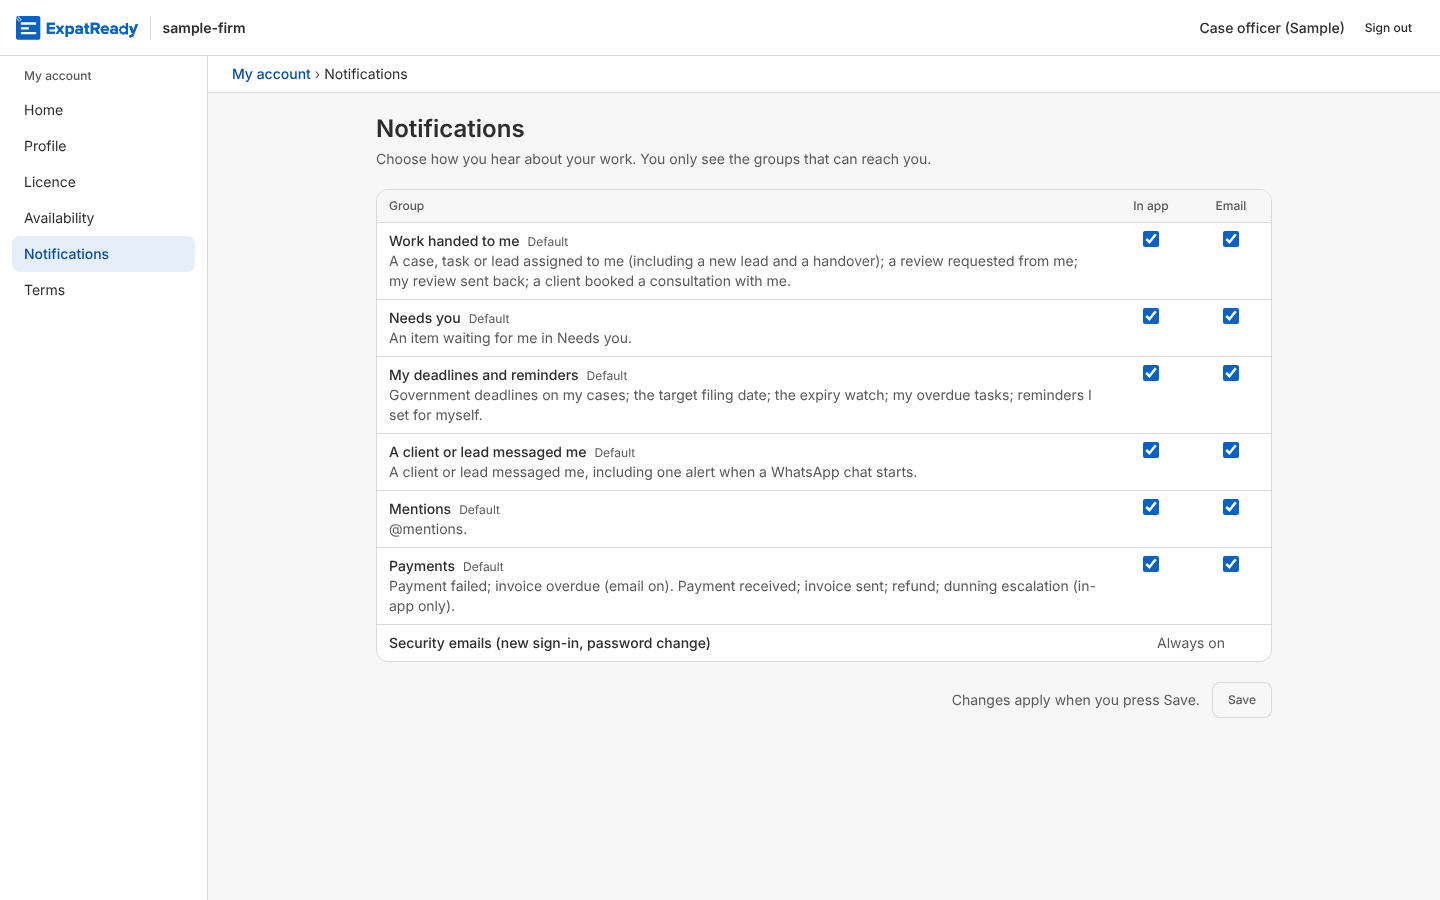 ExpatReady
sample-firm
Case officer (Sample)
Sign out
My account
Home
Profile
Licence
Availability
Notifications
Terms
My account › Notifications
Notifications
Choose how you hear about your work. You only see the groups that can reach you.
Group
In app
Email
Work handed to me Default
A case, task or lead assigned to me (including a new lead and a handover); a review requested from me;
my review sent back; a client booked a consultation with me.
Needs you Default
An item waiting for me in Needs you.
My deadlines and reminders Default
Government deadlines on my cases; the target filing date; the expiry watch; my overdue tasks; reminders I
set for myself.
A client or lead messaged me Default
A client or lead messaged me, including one alert when a WhatsApp chat starts.
Mentions Default
@mentions.
Payments Default
Payment failed; invoice overdue (email on). Payment received; invoice sent; refund; dunning escalation (in-
app only).
Security emails (new sign-in, password change)
Always on
Changes apply when you press Save.
Save